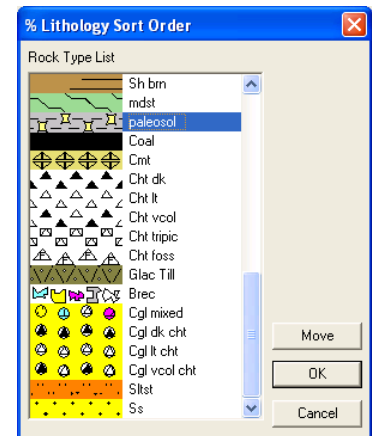 % Lithology Sort Order
Rock Type List
Sh brn
mdst
paleosol
Coal
Cmt
Cht dk
Cht lt
Cht vcol
Cht tripic
Cht foss
Glac Till
Brec
Cgl mixed
Cgl dk cht
Cgl lt cht
Cgl vcol cht
Sltst
Ss
Move
OK
Cancel